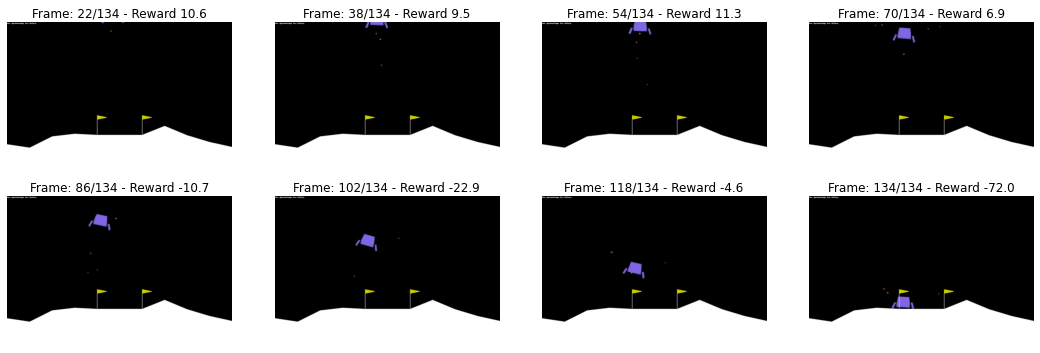 Frame: 22/134 - Reward 10.6
Frame: 38/134 - Reward 9.5
Frame: 54/134 - Reward 11.3
Frame: 70/134 - Reward 6.9
Frame: 86/134 - Reward -10.7
Frame: 102/134 - Reward -22.9
Frame: 118/134 - Reward -4.6
Frame: 134/134 - Reward -72.0